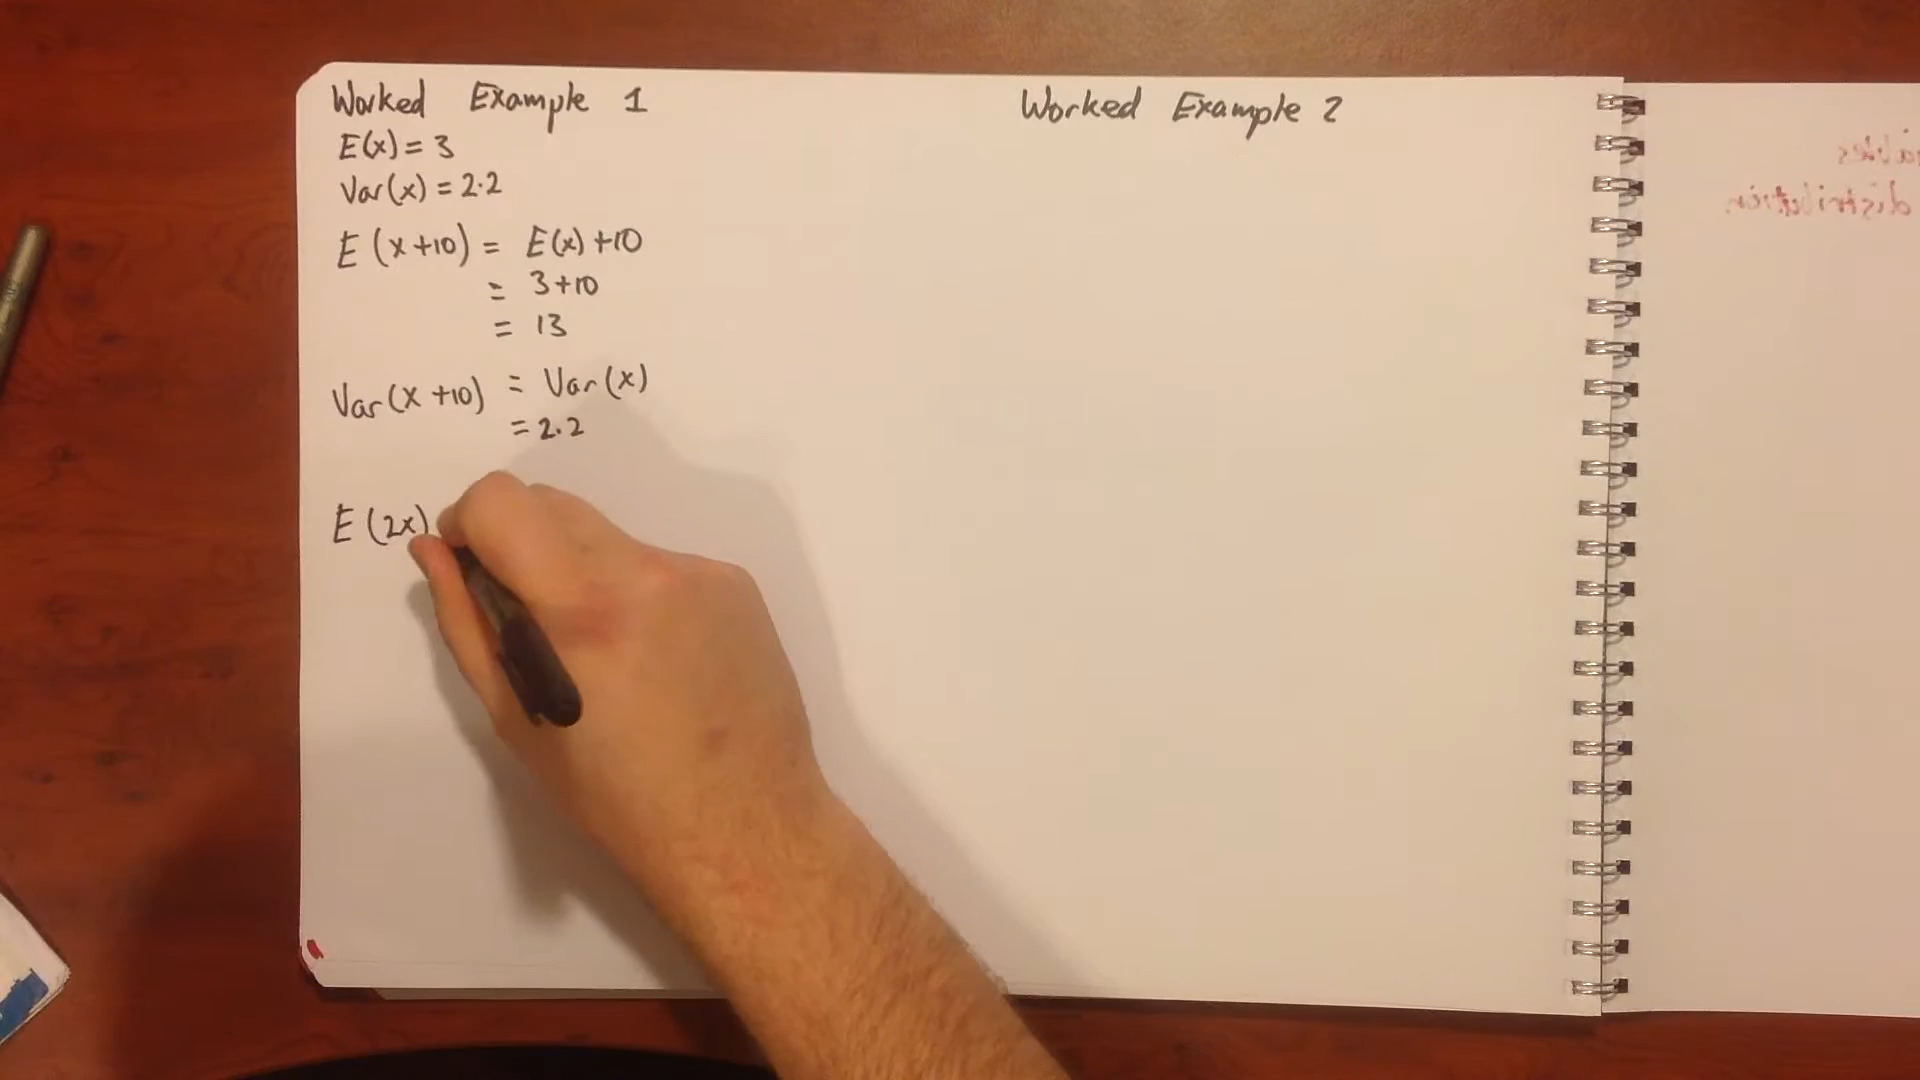 Worked Example 1
E(x) = 3
Var(x) = 2.2
E(x+10) = E(x)+10
= 3+10
= 13
Var(x+10) = Var(x)
= 2.2
E(2x)
Worked Example 2
distribution